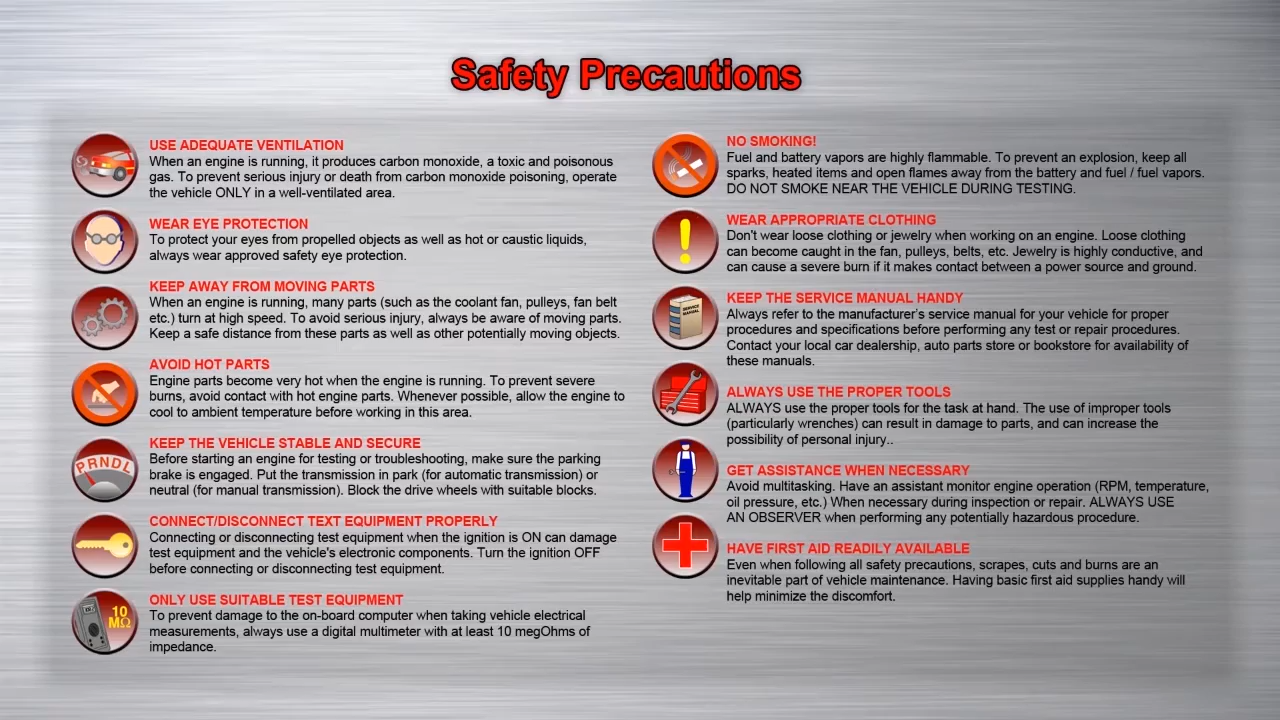 Safety Precautions
USE ADEQUATE VENTILATION
When an engine is running, it produces carbon monoxide, a toxic and poisonous
gas. To prevent serious injury or death from carbon monoxide poisoning, operate
the vehicle ONLY in a well-ventilated area.
WEAR EYE PROTECTION
To protect your eyes from propelled objects as well as hot or caustic liquids,
always wear approved safety eye protection.
KEEP AWAY FROM MOVING PARTS
When an engine is running, many parts (such as the coolant fan, pulleys, fan belt
etc.) turn at high speed. To avoid serious injury, always be aware of moving parts.
Keep a safe distance from these parts as well as other potentially moving objects.
AVOID HOT PARTS
Engine parts become very hot when the engine is running. To prevent severe
burns, avoid contact with hot engine parts. Whenever possible, allow the engine to
cool to ambient temperature before working in this area.
PRNDL
KEEP THE VEHICLE STABLE AND SECURE
Before starting an engine for testing or troubleshooting, make sure the parking
brake is engaged. Put the transmission in park (for automatic transmission) or
neutral (for manual transmission). Block the drive wheels with suitable blocks.
CONNECT/DISCONNECT TEXT EQUIPMENT PROPERLY
Connecting or disconnecting test equipment when the ignition is ON can damage
test equipment and the vehicle's electronic components. Turn the ignition OFF
before connecting or disconnecting test equipment.
10
MΩ
ONLY USE SUITABLE TEST EQUIPMENT
To prevent damage to the on-board computer when taking vehicle electrical
measurements, always use a digital multimeter with at least 10 megOhms of
impedance.
NO SMOKING!
Fuel and battery vapors are highly flammable. To prevent an explosion, keep all
sparks, heated items and open flames away from the battery and fuel / fuel vapors.
DO NOT SMOKE NEAR THE VEHICLE DURING TESTING.
WEAR APPROPRIATE CLOTHING
Don't wear loose clothing or jewelry when working on an engine. Loose clothing
can become caught in the fan, pulleys, belts, etc. Jewelry is highly conductive, and
can cause a severe burn if it makes contact between a power source and ground.
SERVICE
MANUAL
KEEP THE SERVICE MANUAL HANDY
Always refer to the manufacturer's service manual for your vehicle for proper
procedures and specifications before performing any test or repair procedures.
Contact your local car dealership, auto parts store or bookstore for availability of
these manuals.
ALWAYS USE THE PROPER TOOLS
ALWAYS use the proper tools for the task at hand. The use of improper tools
(particularly wrenches) can result in damage to parts, and can increase the
possibility of personal injury..
GET ASSISTANCE WHEN NECESSARY
Avoid multitasking. Have an assistant monitor engine operation (RPM, temperature,
oil pressure, etc.) When necessary during inspection or repair. ALWAYS USE
AN OBSERVER when performing any potentially hazardous procedure.
HAVE FIRST AID READILY AVAILABLE
Even when following all safety precautions, scrapes, cuts and burns are an
inevitable part of vehicle maintenance. Having basic first aid supplies handy will
help minimize the discomfort.